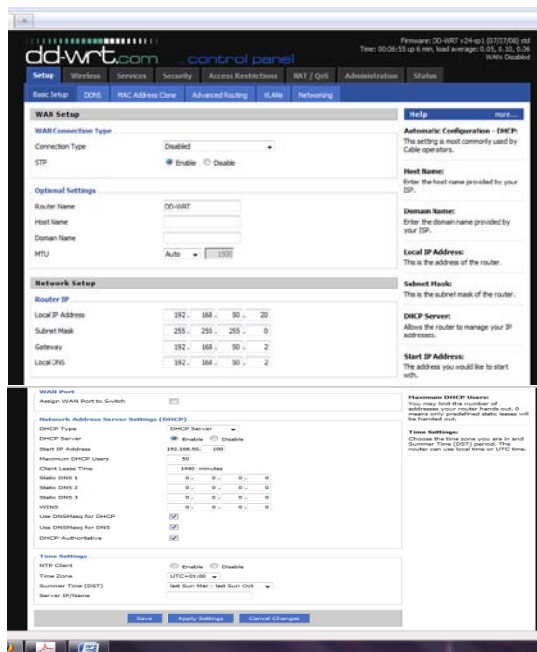 Firmware: DD-WRT v24-sp1 (07/27/08) std
Time: 00:06:55 up 6 min, load average: 0.05, 0.10, 0.06
WAN: Disabled
dd-wrt.com ... control panel
Setup Wireless Services Security Access Restrictions NAT / QoS Administration Status
Basic Setup DDNS MAC Address Clone Advanced Routing VLANs Networking
WAN Setup
WAN Connection Type
Connection Type Disabled
STP Enable Disable
Optional Settings
Router Name DD-WRT
Host Name
Domain Name
MTU Auto 1500
Network Setup
Router IP
Local IP Address 192. 168. 50. 20
Subnet Mask 255. 255. 255. 0
Gateway 192. 168. 50. 2
Local DNS 192. 168. 50. 2
Help more...
Automatic Configuration - DHCP:
This setting is most commonly used by
Cable operators.
Host Name:
Enter the host name provided by your
ISP.
Domain Name:
Enter the domain name provided by
your ISP.
Local IP Address:
This is the address of the router.
Subnet Mask:
This is the subnet mask of the router.
DHCP Server:
Allows the router to manage your IP
addresses.
Start IP Address:
The address you would like to start
with.
WAN Port
Assign WAN Port to Switch
Network Address Server Settings (DHCP)
DHCP Type DHCP Server
DHCP Server Enable Disable
Start IP Address 192.168.50. 100
Maximum DHCP Users 50
Client Lease Time 1440 minutes
Static DNS 1 0. 0. 0. 0
Static DNS 2 0. 0. 0. 0
Static DNS 3 0. 0. 0. 0
WINS 0. 0. 0. 0
Use DNSMasq for DHCP
Use DNSMasq for DNS
DHCP-Authoritative
Time Settings
NTP Client Enable Disable
Time Zone UTC+01:00
Summer Time (DST) last Sun Mar - last Sun Oct
Server IP/Name
Save Apply Settings Cancel Changes
Maximum DHCP Users:
You may limit the number of
addresses your router hands out. 0
means only predefined static leases will
be handed out.
Time Settings:
Choose the time zone you are in and
Summer Time (DST) period. The
router can use local time or UTC time.